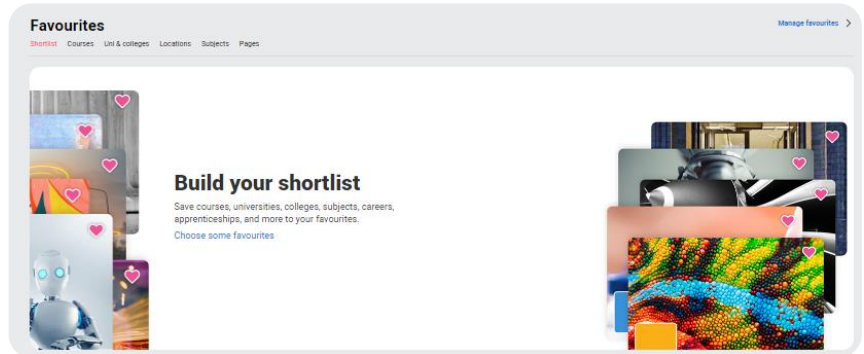 Favourites
Manage favourites
Shortlist Courses Uni & colleges Locations Subjects Pages
Build your shortlist
Save courses, universities, colleges, subjects, careers,
apprenticeships, and more to your favourites.
Choose some favourites